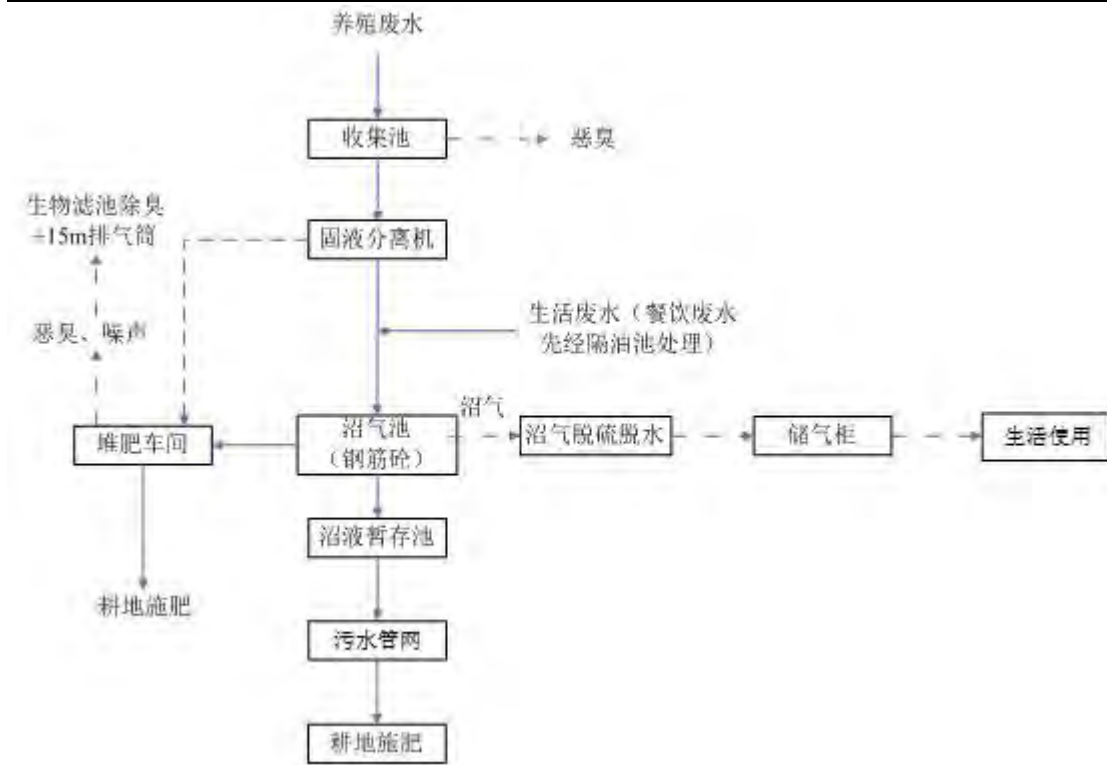 养殖废水
收集池
恶臭
生物滤池除臭
+15m排气筒
固液分离机
恶臭、噪声
生活废水（餐饮废水
先经隔油池处理）
沼气
堆肥车间
沼气池
（钢筋砼）
沼气脱硫脱水
储气柜
生活使用
沼液暂存池
耕地施肥
污水管网
耕地施肥